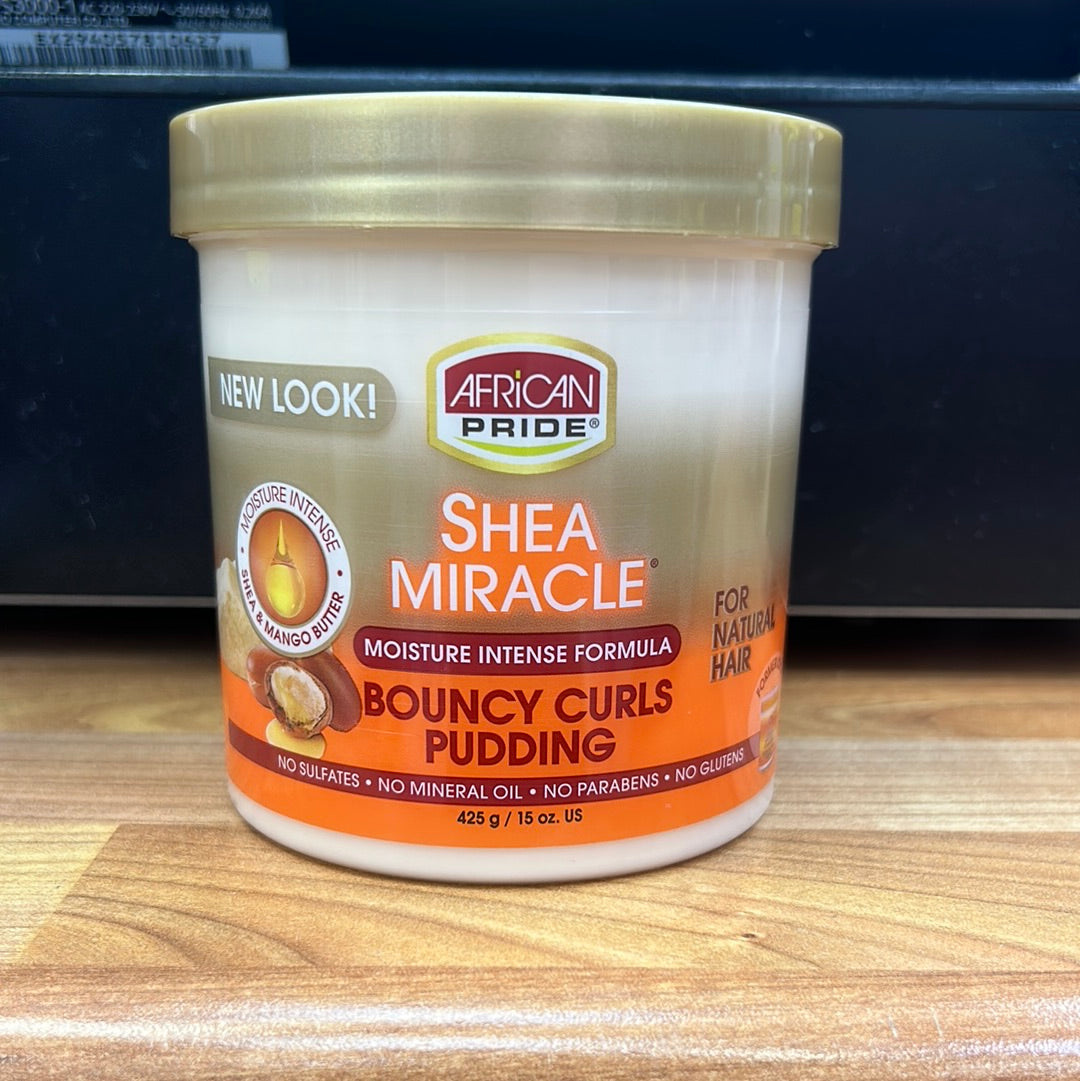 EX294057810627
NEW LOOK!
AFRICAN
PRIDE®
MOISTURE INTENSE
SHEA & MANGO BUTTER
SHEA
MIRACLE®
MOISTURE INTENSE FORMULA
BOUNCY CURLS
PUDDING
FOR
NATURAL
HAIR
NO SULFATES • NO MINERAL OIL • NO PARABENS • NO GLUTENS
425 g / 15 oz. US